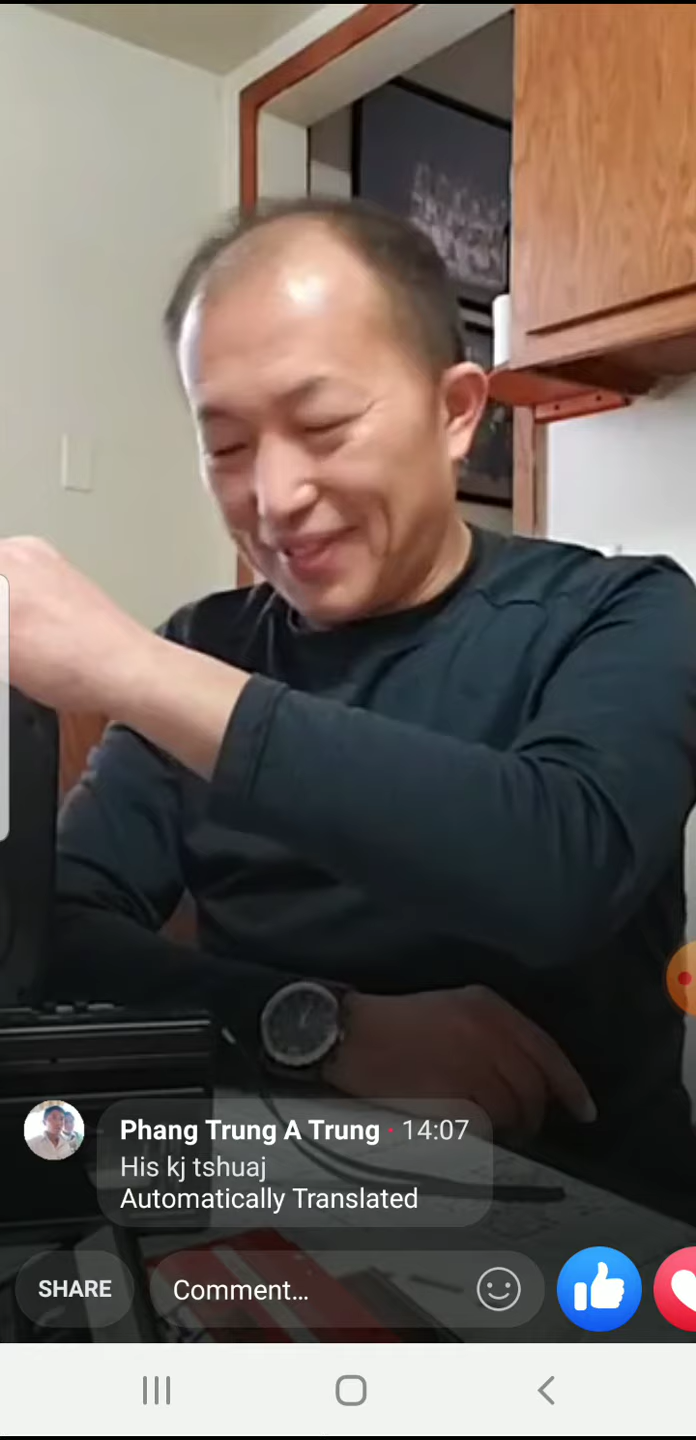 Phang Trung A Trung · 14:07
His kj tshuaj
Automatically Translated
SHARE
Comment...